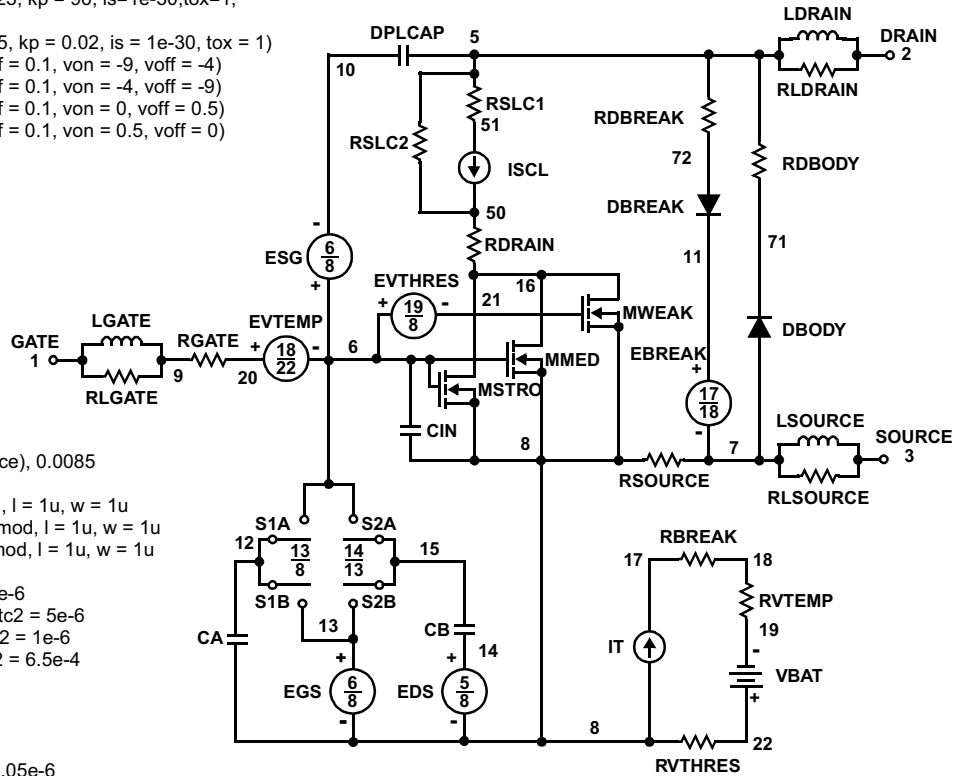 kp = 96, is=1e-30,tox=1,
5, kp = 0.02, is = 1e-30, tox = 1)
f = 0.1, von = -9, voff = -4)
f = 0.1, von = -4, voff = -9)
f = 0.1, von = 0, voff = 0.5)
f = 0.1, von = 0.5, voff = 0)
LDRAIN
DPLCAP 5 DRAIN
10 2
RLDRAIN
RSLC1
51
RSLC2
ISCL
50
RDRAIN
RDBREAK
72
RDBODY
DBREAK
11
71
-
ESG 6/8
+
EVTHRES
+ 19/8 -
21
16
MWEAK
LGATE
GATE
1
RLGATE
9
RGATE
20
EVTEMP
+ 18/22 -
6
MMED
MSTRO
DBODY
EBREAK +
17/18
-
CIN
8
7
LSOURCE
SOURCE
3
RSOURCE
RLSOURCE
ce), 0.0085
, l = 1u, w = 1u
mod, l = 1u, w = 1u
nod, l = 1u, w = 1u
e-6
tc2 = 5e-6
2 = 1e-6
2 = 6.5e-4
.05e-6
S1A S2A
12 13/8 14/13 15
S1B S2B
13
CA
CB
14
+ +
EGS 6/8 EDS 5/8
- -
8
RBREAK
17 18
RVTEMP
19
IT
-
VBAT
+
22
RVTHRES